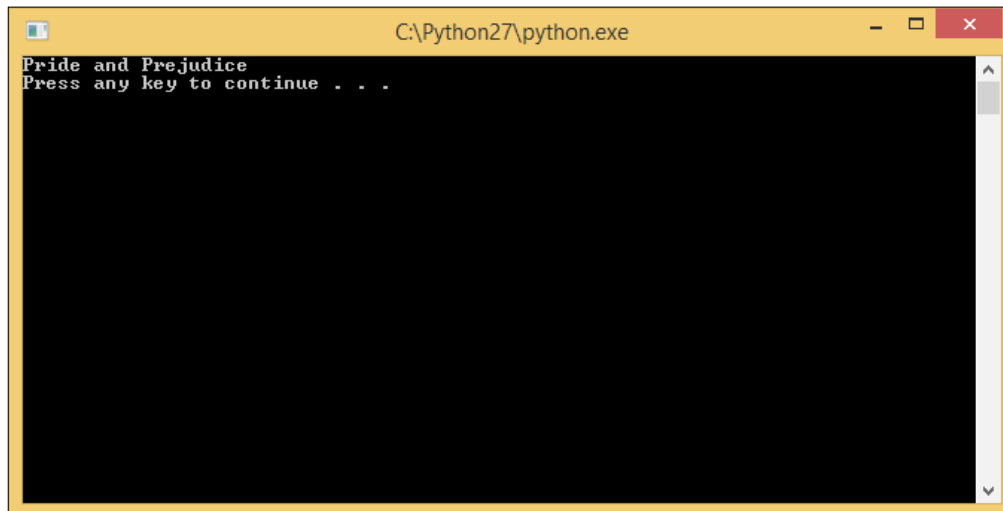 C:\Python27\python.exe
Pride and Prejudice
Press any key to continue . . .